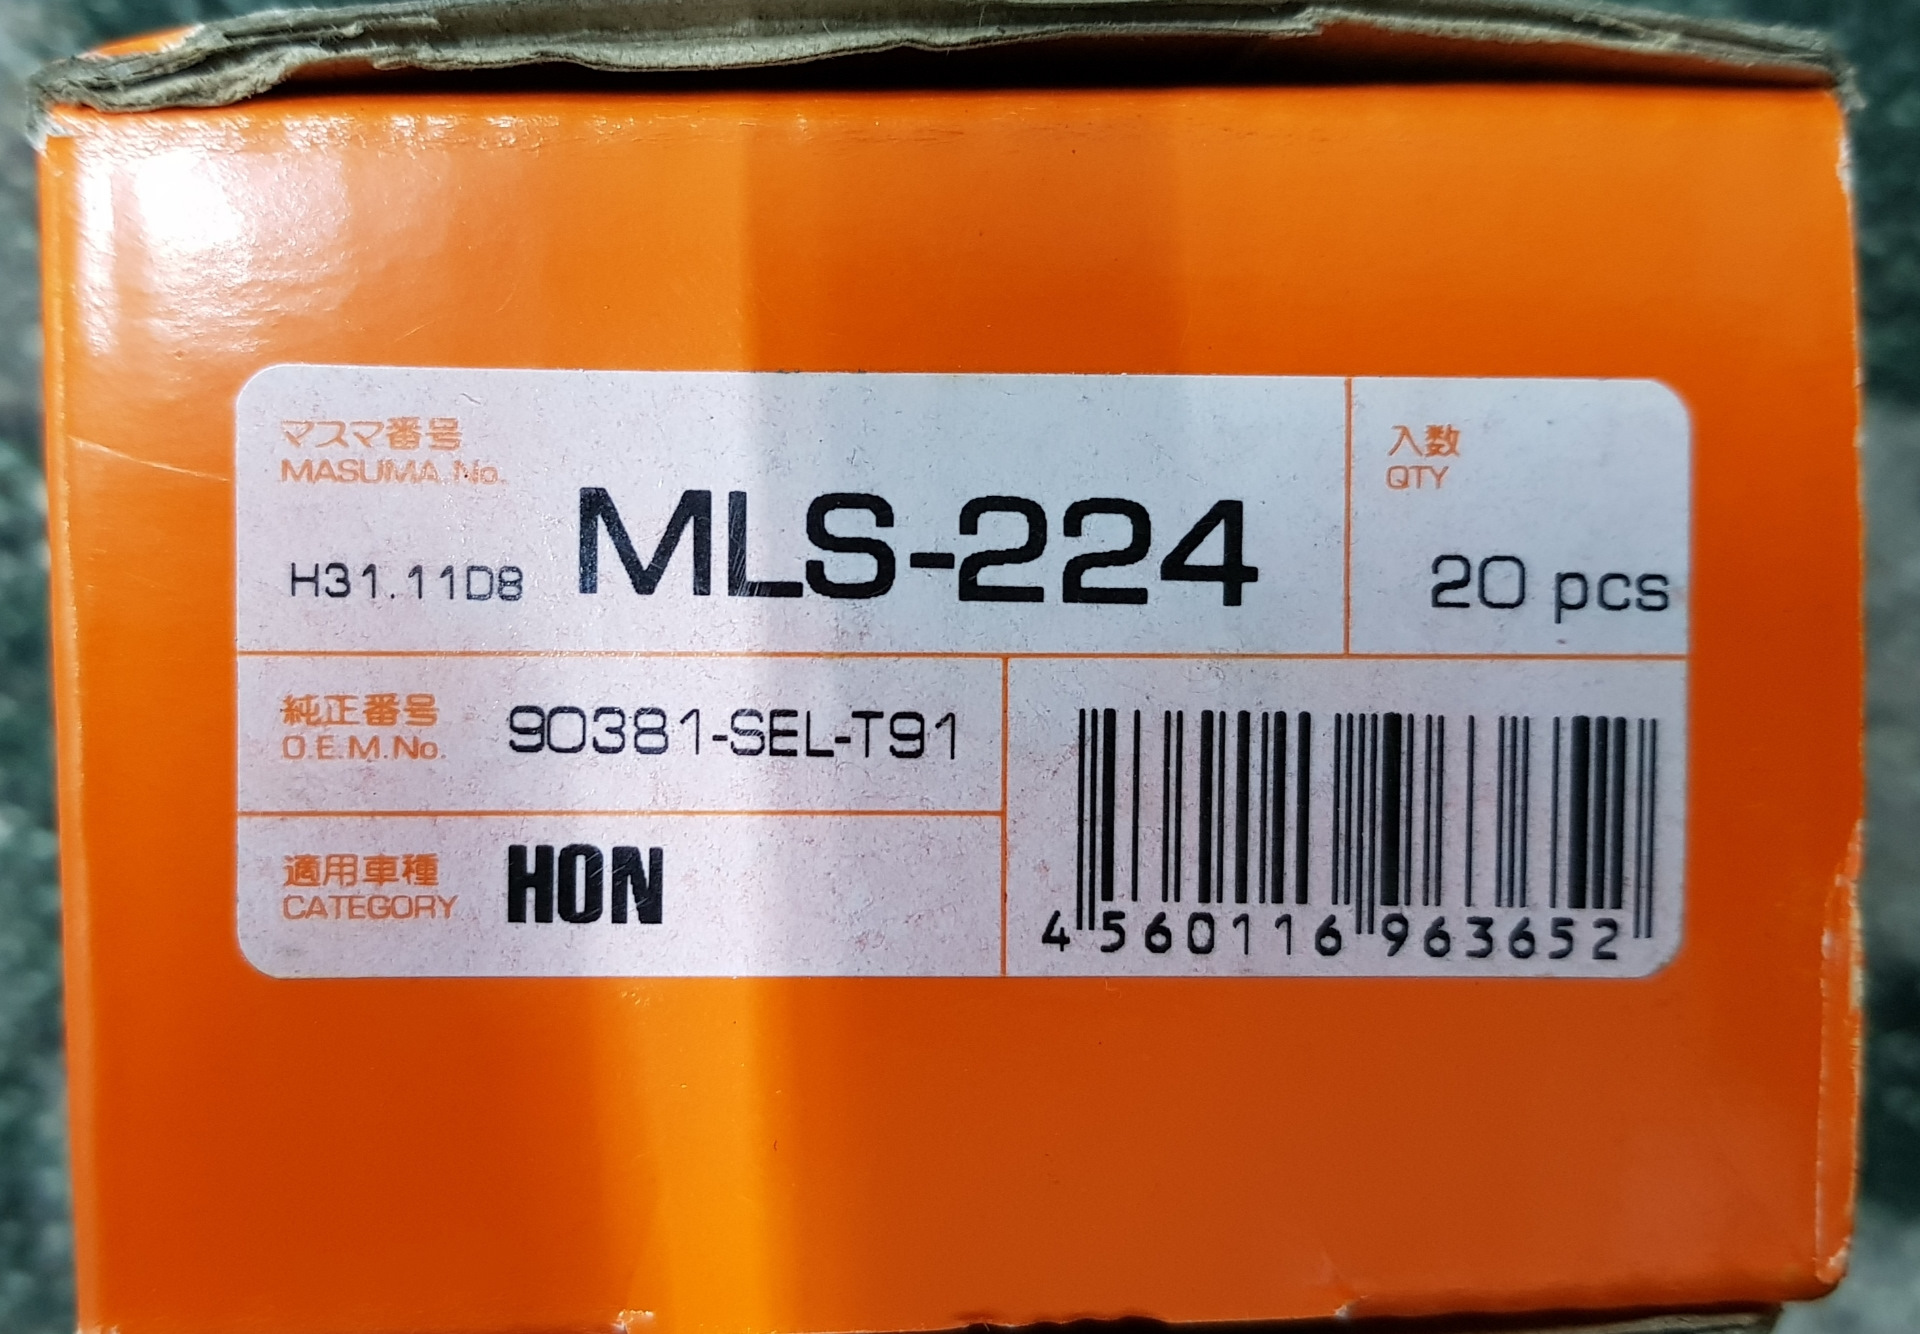 マスマ番号
MASUMA.No.
H31.11D8
MLS-224
入数
QTY
20 pcs
純正番号
O.E.M.No.
90381-SEL-T91
適用車種
CATEGORY
HON
4 560116 963652